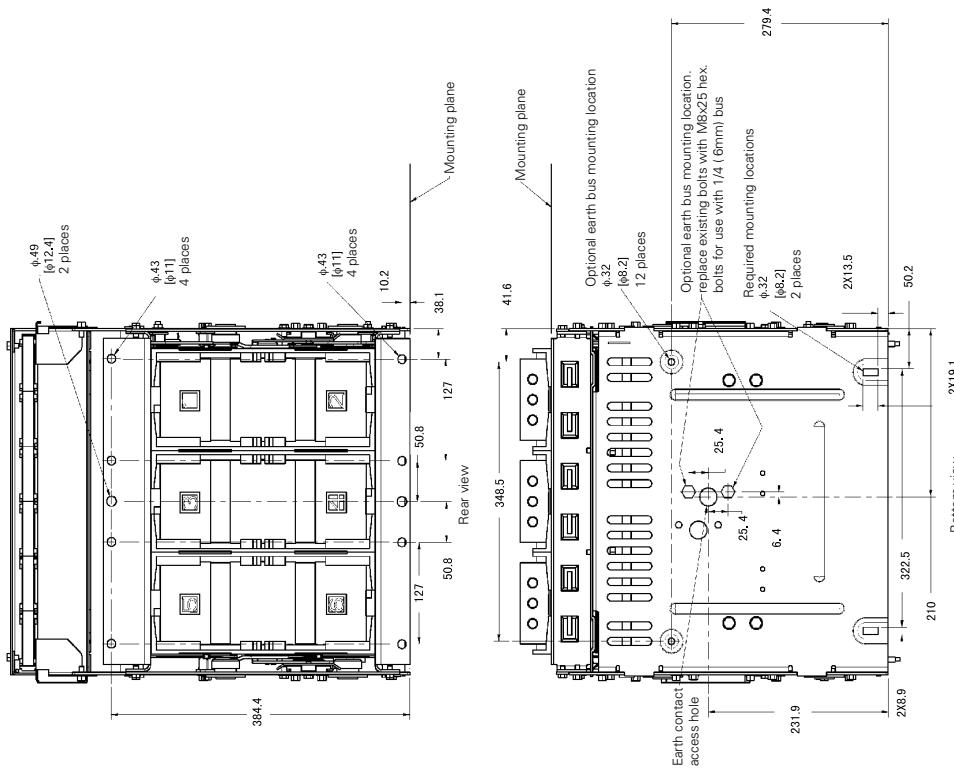 φ.49
[φ12.4]
2 places
φ.43
[φ11]
4 places
φ.43
[φ11]
4 places
Mounting plane
10.2
38.1
127
50.8
50.8
127
384.4
Rear view
Mounting plane
41.6
348.5
Optional earth bus mounting location
φ.32
[φ8.2]
12 places
Optional earth bus mounting location.
replace existing bolts with M8x25 hex.
bolts for use with 1/4 ( 6mm) bus
Required mounting locations
φ.32
[φ8.2]
2 places
279.4
2X13.5
50.2
2X19.1
25.4
25.4
6.4
322.5
210
231.9
2X8.9
Earth contact
access hole
Bottom view